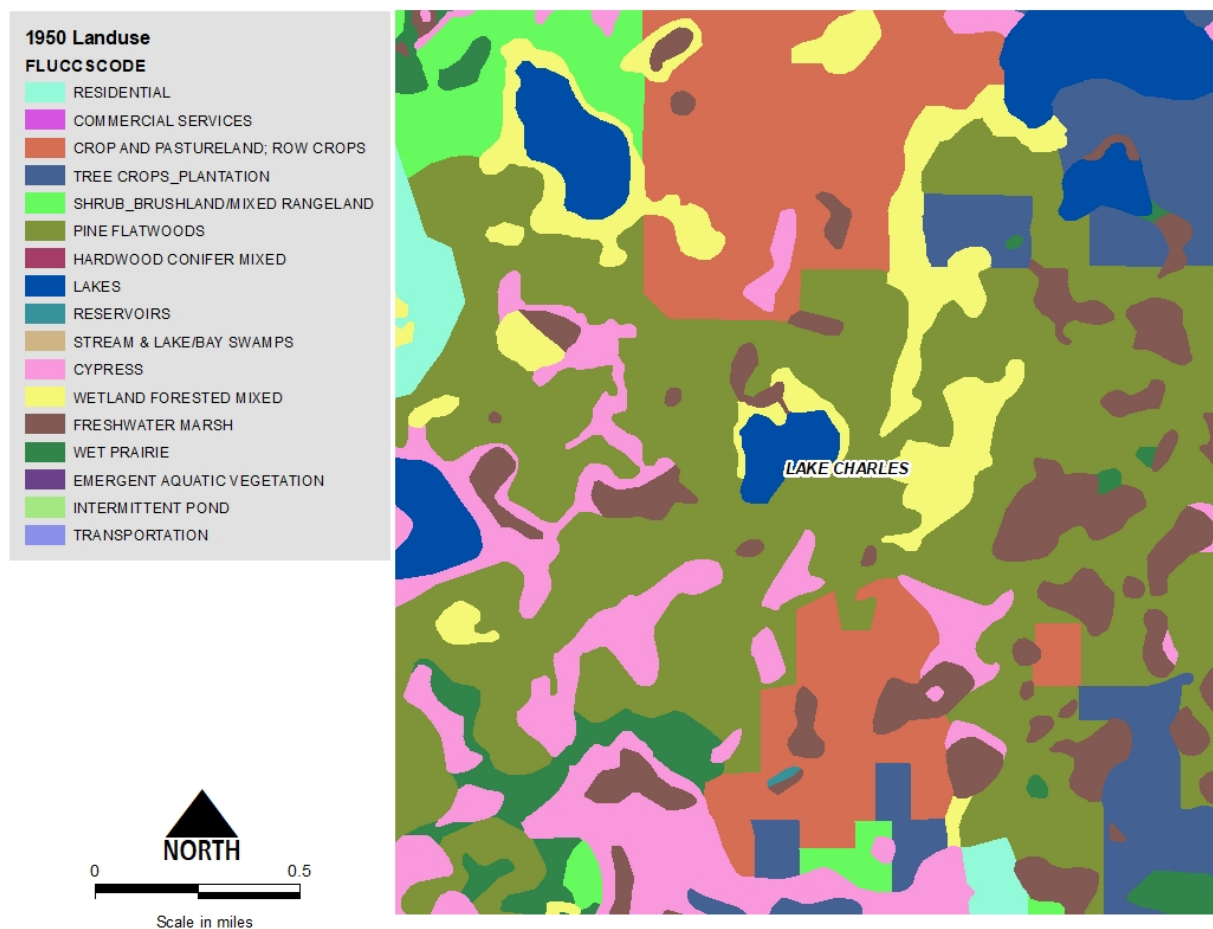 1950 Landuse
FLUCCSCODE
RESIDENTIAL
COMMERCIAL SERVICES
CROP AND PASTURELAND; ROW CROPS
TREE CROPS_PLANTATION
SHRUB_BRUSHLAND/MIXED RANGELAND
PINE FLATWOODS
HARDWOOD CONIFER MIXED
LAKES
RESERVOIRS
STREAM & LAKE/BAY SWAMPS
CYPRESS
WETLAND FORESTED MIXED
FRESHWATER MARSH
WET PRAIRIE
EMERGENT AQUATIC VEGETATION
INTERMITTENT POND
TRANSPORTATION
LAKE CHARLES
NORTH
0 0.5
Scale in miles